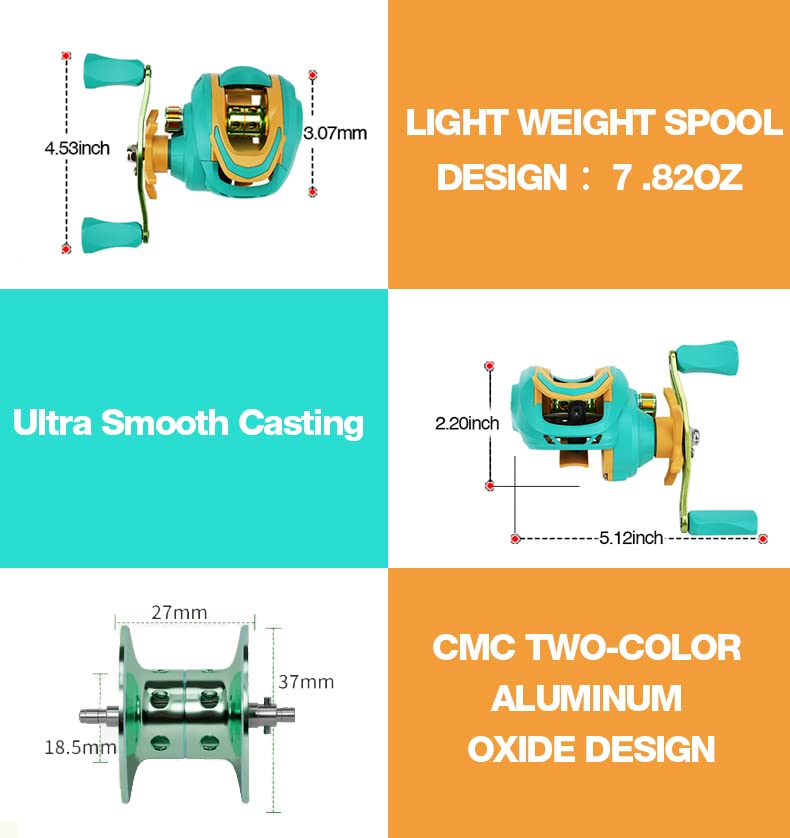 4.53inch
3.07mm
LIGHT WEIGHT SPOOL
DESIGN： 7 .82OZ
Ultra Smooth Casting
2.20inch
5.12inch
27mm
37mm
18.5mm
CMC TWO-COLOR
ALUMINUM
OXIDE DESIGN